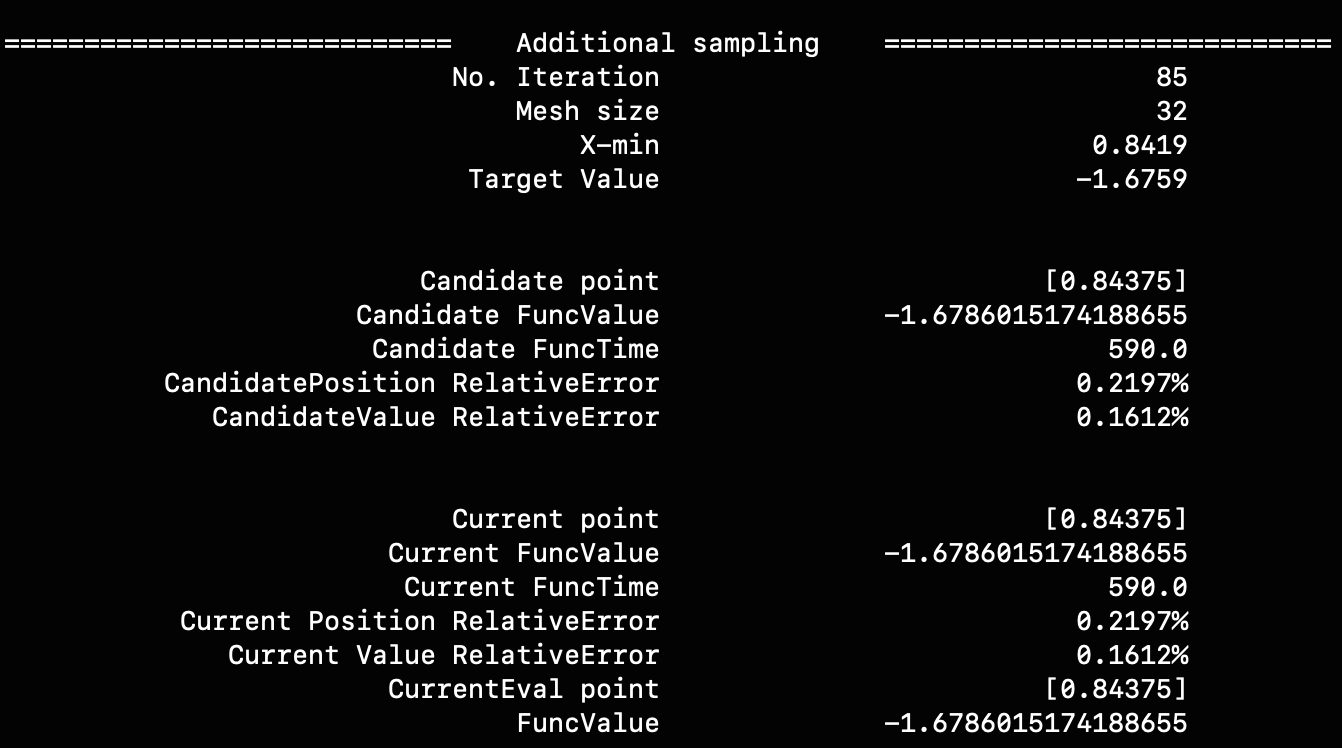 ============================ Additional sampling ============================
No. Iteration 85
Mesh size 32
X-min 0.8419
Target Value -1.6759
Candidate point [0.84375]
Candidate FuncValue -1.6786015174188655
Candidate FuncTime 590.0
CandidatePosition RelativeError 0.2197%
CandidateValue RelativeError 0.1612%
Current point [0.84375]
Current FuncValue -1.6786015174188655
Current FuncTime 590.0
Current Position RelativeError 0.2197%
Current Value RelativeError 0.1612%
CurrentEval point [0.84375]
FuncValue -1.6786015174188655